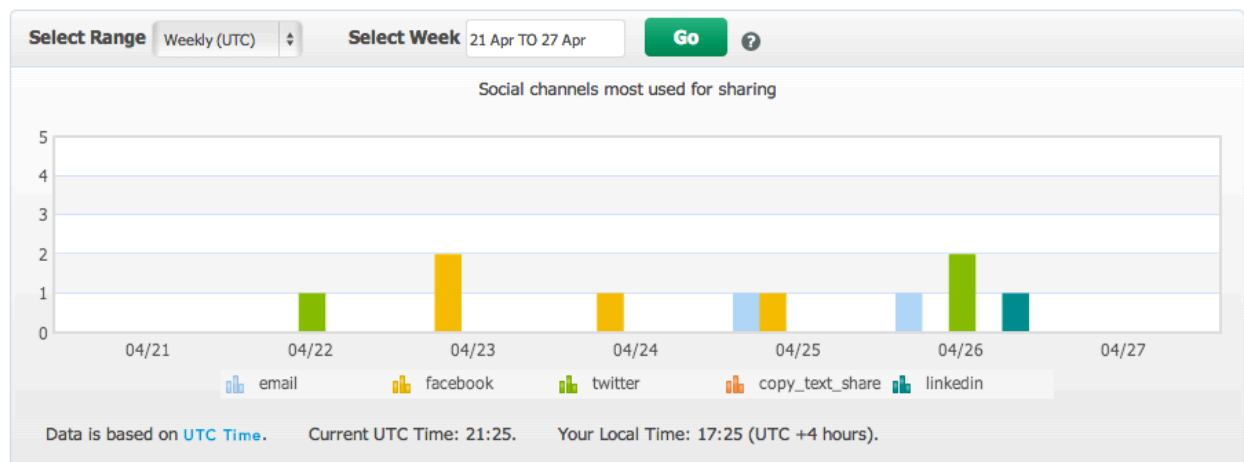 Select Range Weekly (UTC) Select Week 21 Apr TO 27 Apr Go ?
Social channels most used for sharing
5
4
3
2
1
0
04/21 04/22 04/23 04/24 04/25 04/26 04/27
email facebook twitter copy_text_share linkedin
Data is based on UTC Time. Current UTC Time: 21:25. Your Local Time: 17:25 (UTC +4 hours).